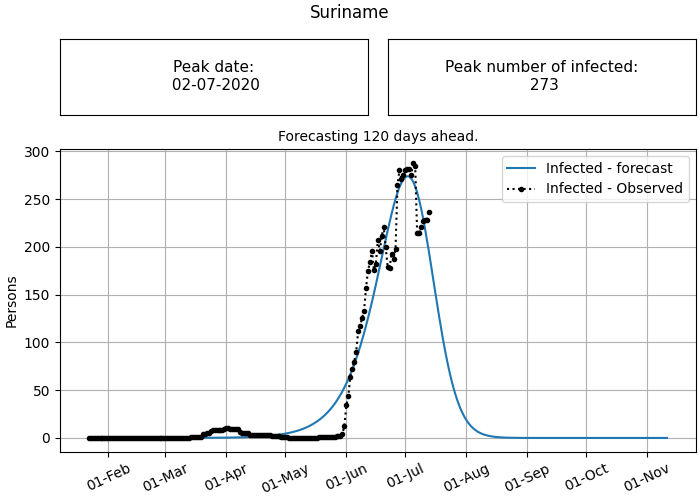 Suriname
Peak date:
02-07-2020
Peak number of infected:
273
Forecasting 120 days ahead.
300
250
200
150
100
50
0
Persons
Infected - forecast
Infected - Observed
01-Feb
01-Mar
01-Apr
01-May
01-Jun
01-Jul
01-Aug
01-Sep
01-Oct
01-Nov